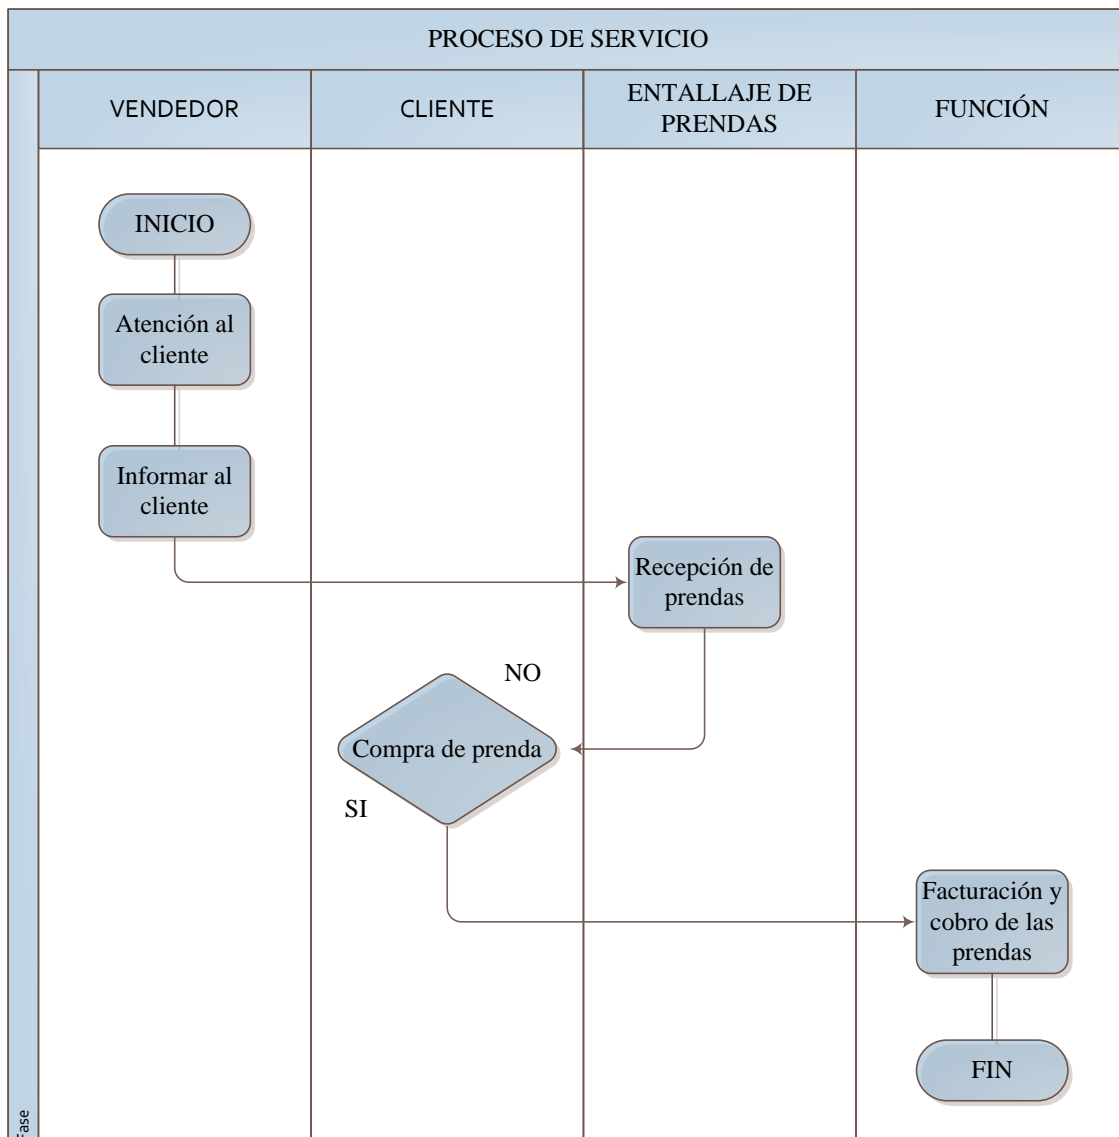 PROCESO DE SERVICIO
VENDEDOR
CLIENTE
ENTALLAJE DE
PRENDAS
FUNCIÓN
INICIO
Atención al
cliente
Informar al
cliente
Recepción de
prendas
NO
Compra de prenda
SI
Facturación y
cobro de las
prendas
FIN
Fase